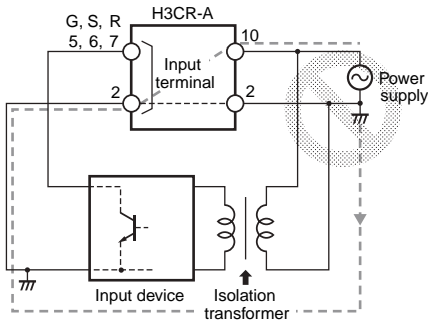 H3CR-A
G, S, R
5, 6, 7
10
Input
terminal
2
2
Power
supply
Input device
Isolation
transformer